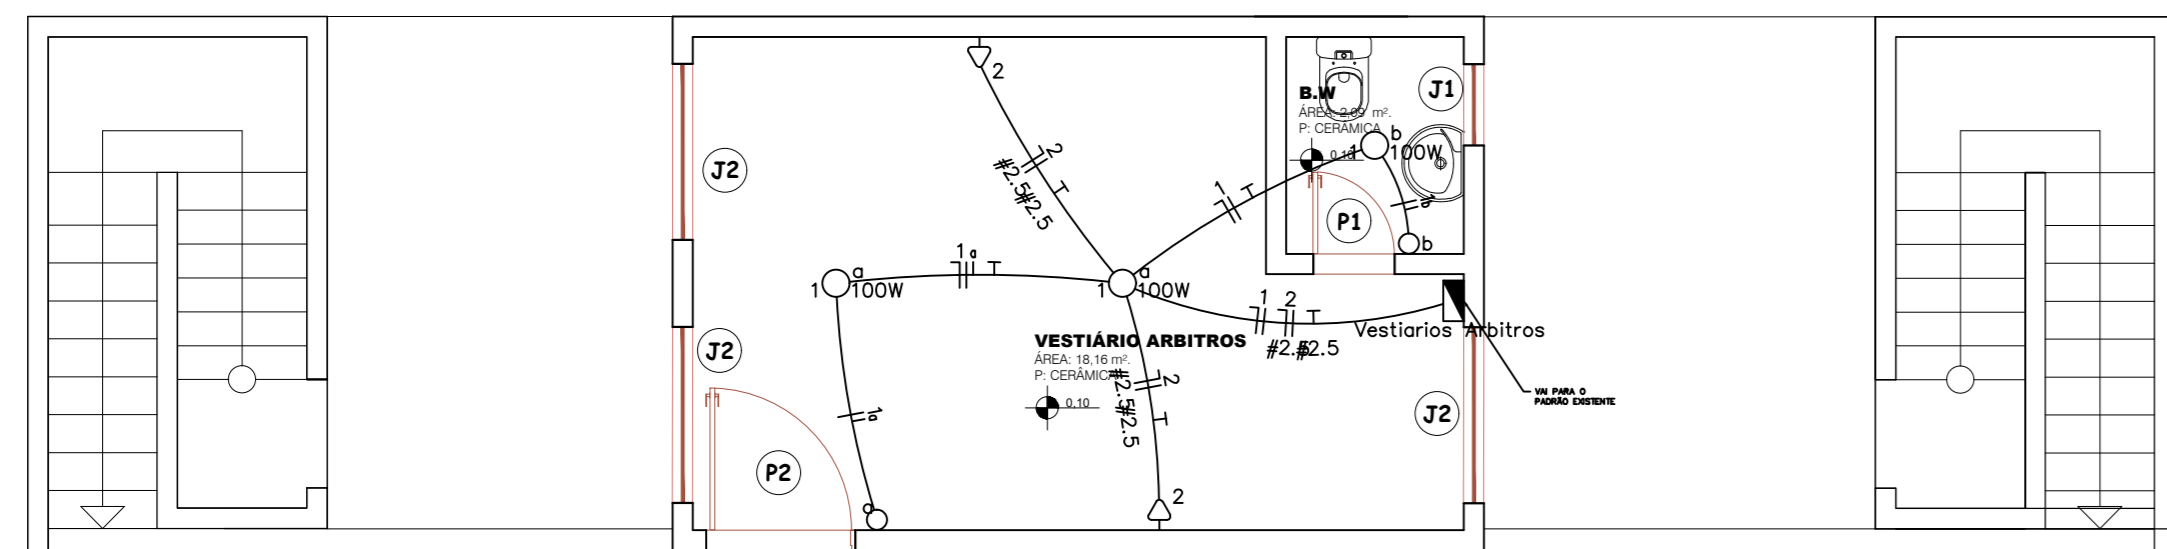 2
B.W
ÁREA: 2,09 m².
P: CERÂMICA
0,10
J1
b
1
100W
J2
2
#2.5#2.5
T
1
T
P1
1b
b
1a
T
a
1
100W
a
1
100W
1
2
T
#2.5
#2.5
Vestiarios Arbitros
VESTIÁRIO ARBITROS
ÁREA: 18,16 m².
P: CERÂMICA
0,10
J2
2
#2.5#2.5
T
VAI PARA O
PADRÃO EXISTENTE
J2
1a
P2
a
2